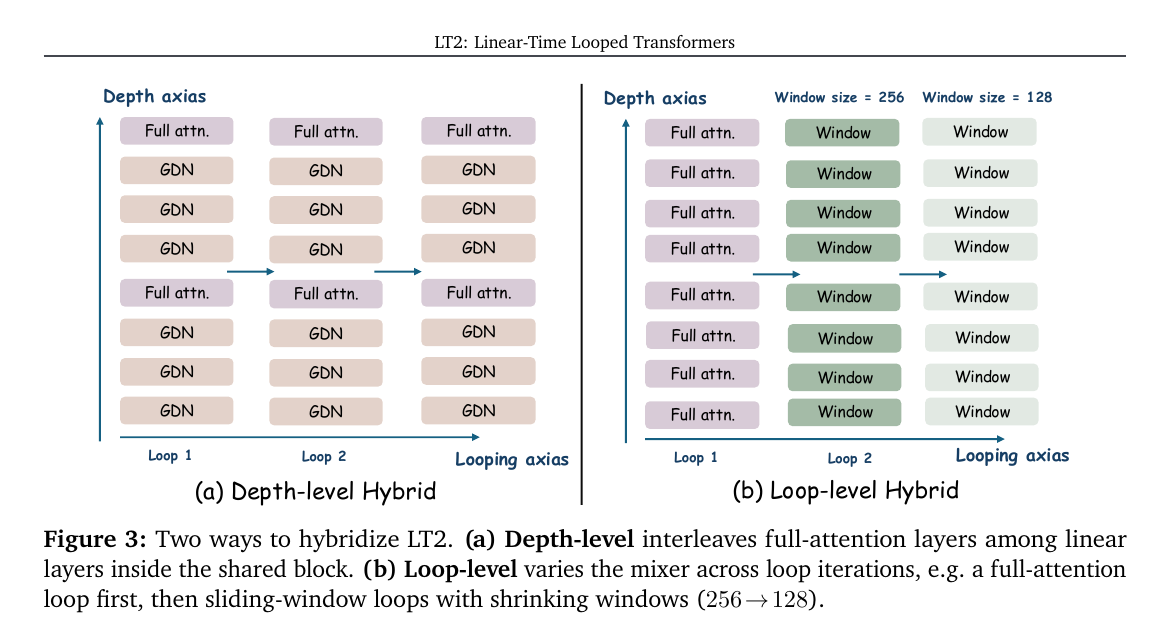 LT2: Linear-Time Looped Transformers
Depth axias
Full attn. Full attn. Full attn.
GDN GDN GDN
GDN GDN GDN
GDN GDN GDN
Full attn. Full attn. Full attn.
GDN GDN GDN
GDN GDN GDN
GDN GDN GDN
Loop 1 Loop 2 Looping axias
(a) Depth-level Hybrid
Depth axias Window size = 256 Window size = 128
Full attn. Window Window
Full attn. Window Window
Full attn. Window Window
Full attn. Window Window
Full attn. Window Window
Full attn. Window Window
Full attn. Window Window
Full attn. Window Window
Loop 1 Loop 2 Looping axias
(b) Loop-level Hybrid
Figure 3: Two ways to hybridize LT2. (a) Depth-level interleaves full-attention layers among linear
layers inside the shared block. (b) Loop-level varies the mixer across loop iterations, e.g. a full-attention
loop first, then sliding-window loops with shrinking windows (256→128).